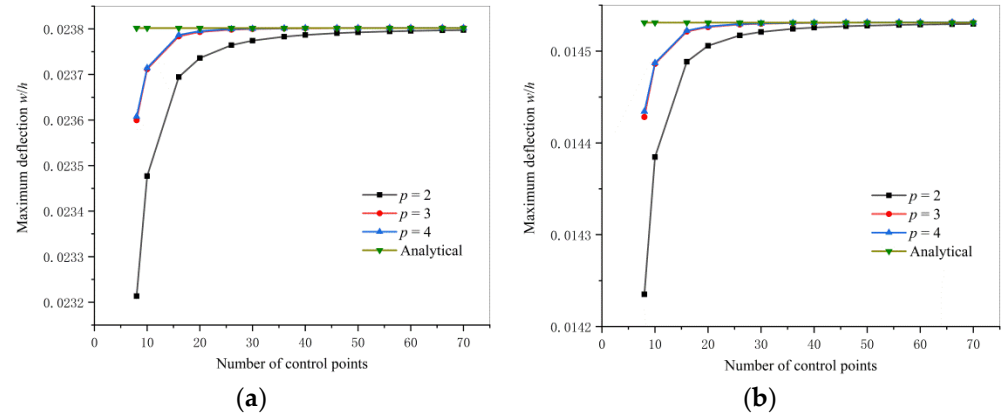 (a)
0.0238
0.0237
0.0236
0.0235
0.0234
0.0233
0.0232
Maximum deflection w/h
p = 2
p = 3
p = 4
Analytical
0 10 20 30 40 50 60 70
Number of control points
(a)
(b)
0.0145
0.0144
0.0143
0.0142
Maximum deflection w/h
p = 2
p = 3
p = 4
Analytical
0 10 20 30 40 50 60 70
Number of control points
(b)